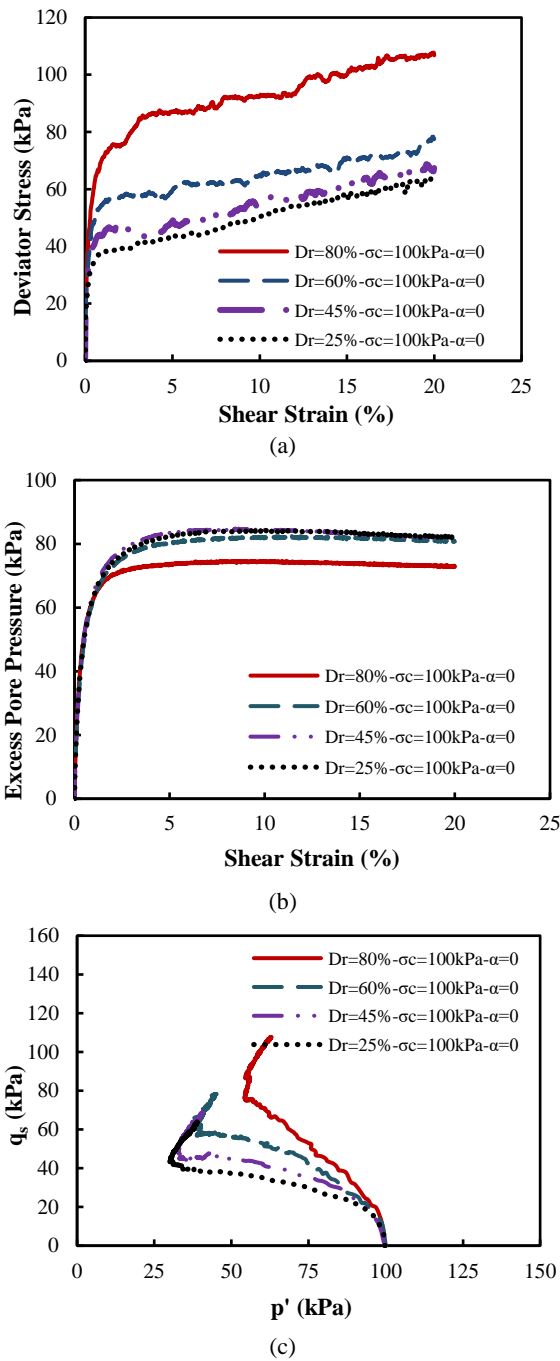 120
100
80
60
40
20
0
Deviator Stress (kPa)
Dr=80%-σc=100kPa-α=0
Dr=60%-σc=100kPa-α=0
Dr=45%-σc=100kPa-α=0
Dr=25%-σc=100kPa-α=0
0 5 10 15 20 25
Shear Strain (%)
(a)
100
80
60
40
20
0
Excess Pore Pressure (kPa)
Dr=80%-σc=100kPa-α=0
Dr=60%-σc=100kPa-α=0
Dr=45%-σc=100kPa-α=0
Dr=25%-σc=100kPa-α=0
0 5 10 15 20 25
Shear Strain (%)
(b)
160
140
120
100
80
60
40
20
0
qs (kPa)
Dr=80%-σc=100kPa-α=0
Dr=60%-σc=100kPa-α=0
Dr=45%-σc=100kPa-α=0
Dr=25%-σc=100kPa-α=0
0 25 50 75 100 125 150
p' (kPa)
(c)